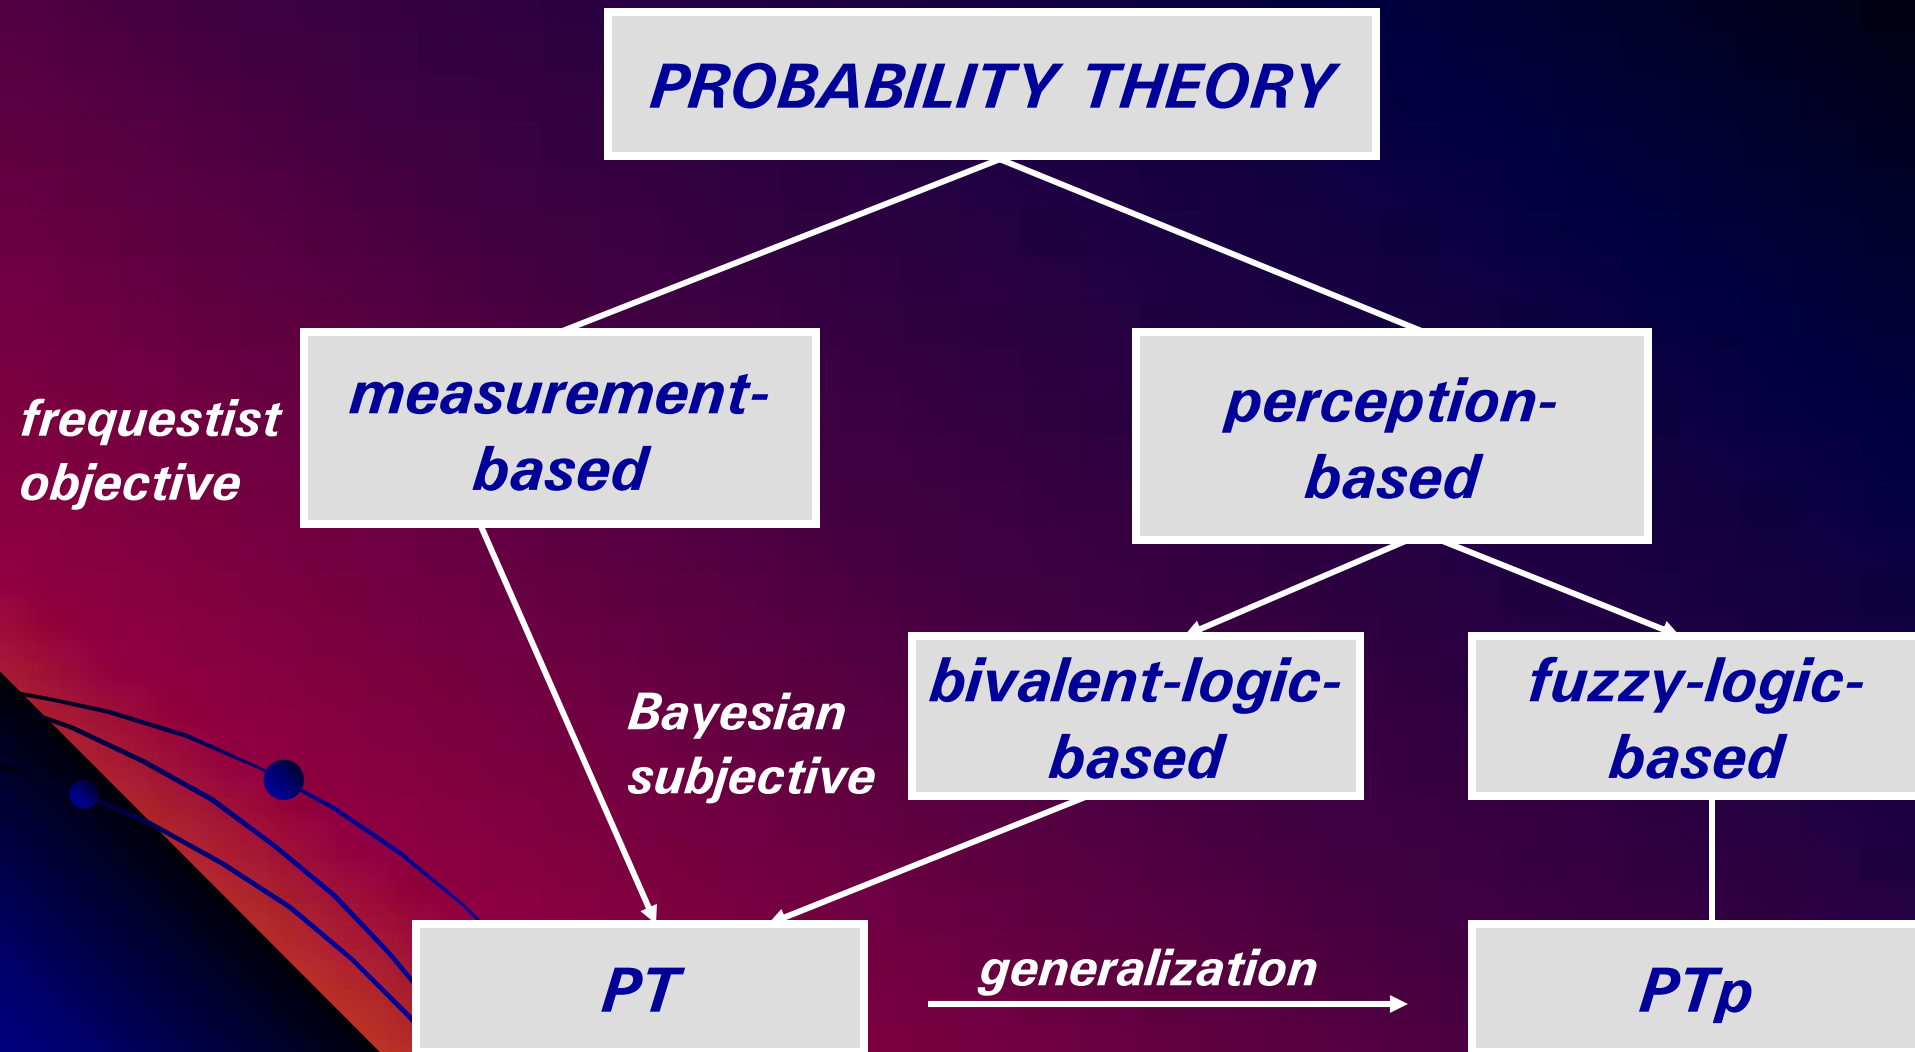 PROBABILITY THEORY
measurement-
based
perception-
based
frequestist
objective
bivalent-logic-
based
fuzzy-logic-
based
Bayesian
subjective
PT
generalization
PTp